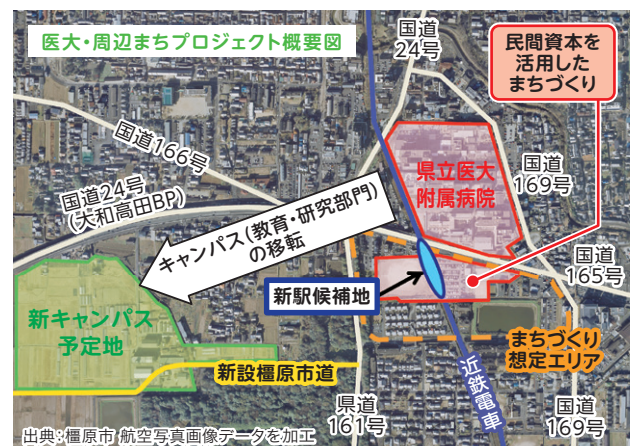 医大・周辺まちプロジェクト概要図
国道
24号
民間資本を
活用した
まちづくり
国道166号
県立医大
附属病院
国道
169号
国道24号
(大和高田BP)
キャンパス(教育・研究部門)
の移転
国道
165号
新駅候補地
新キャンパス
予定地
まちづくり
想定エリア
新設橿原市道
近鉄電車
県道
161号
国道
169号
出典:橿原市 航空写真画像データを加工